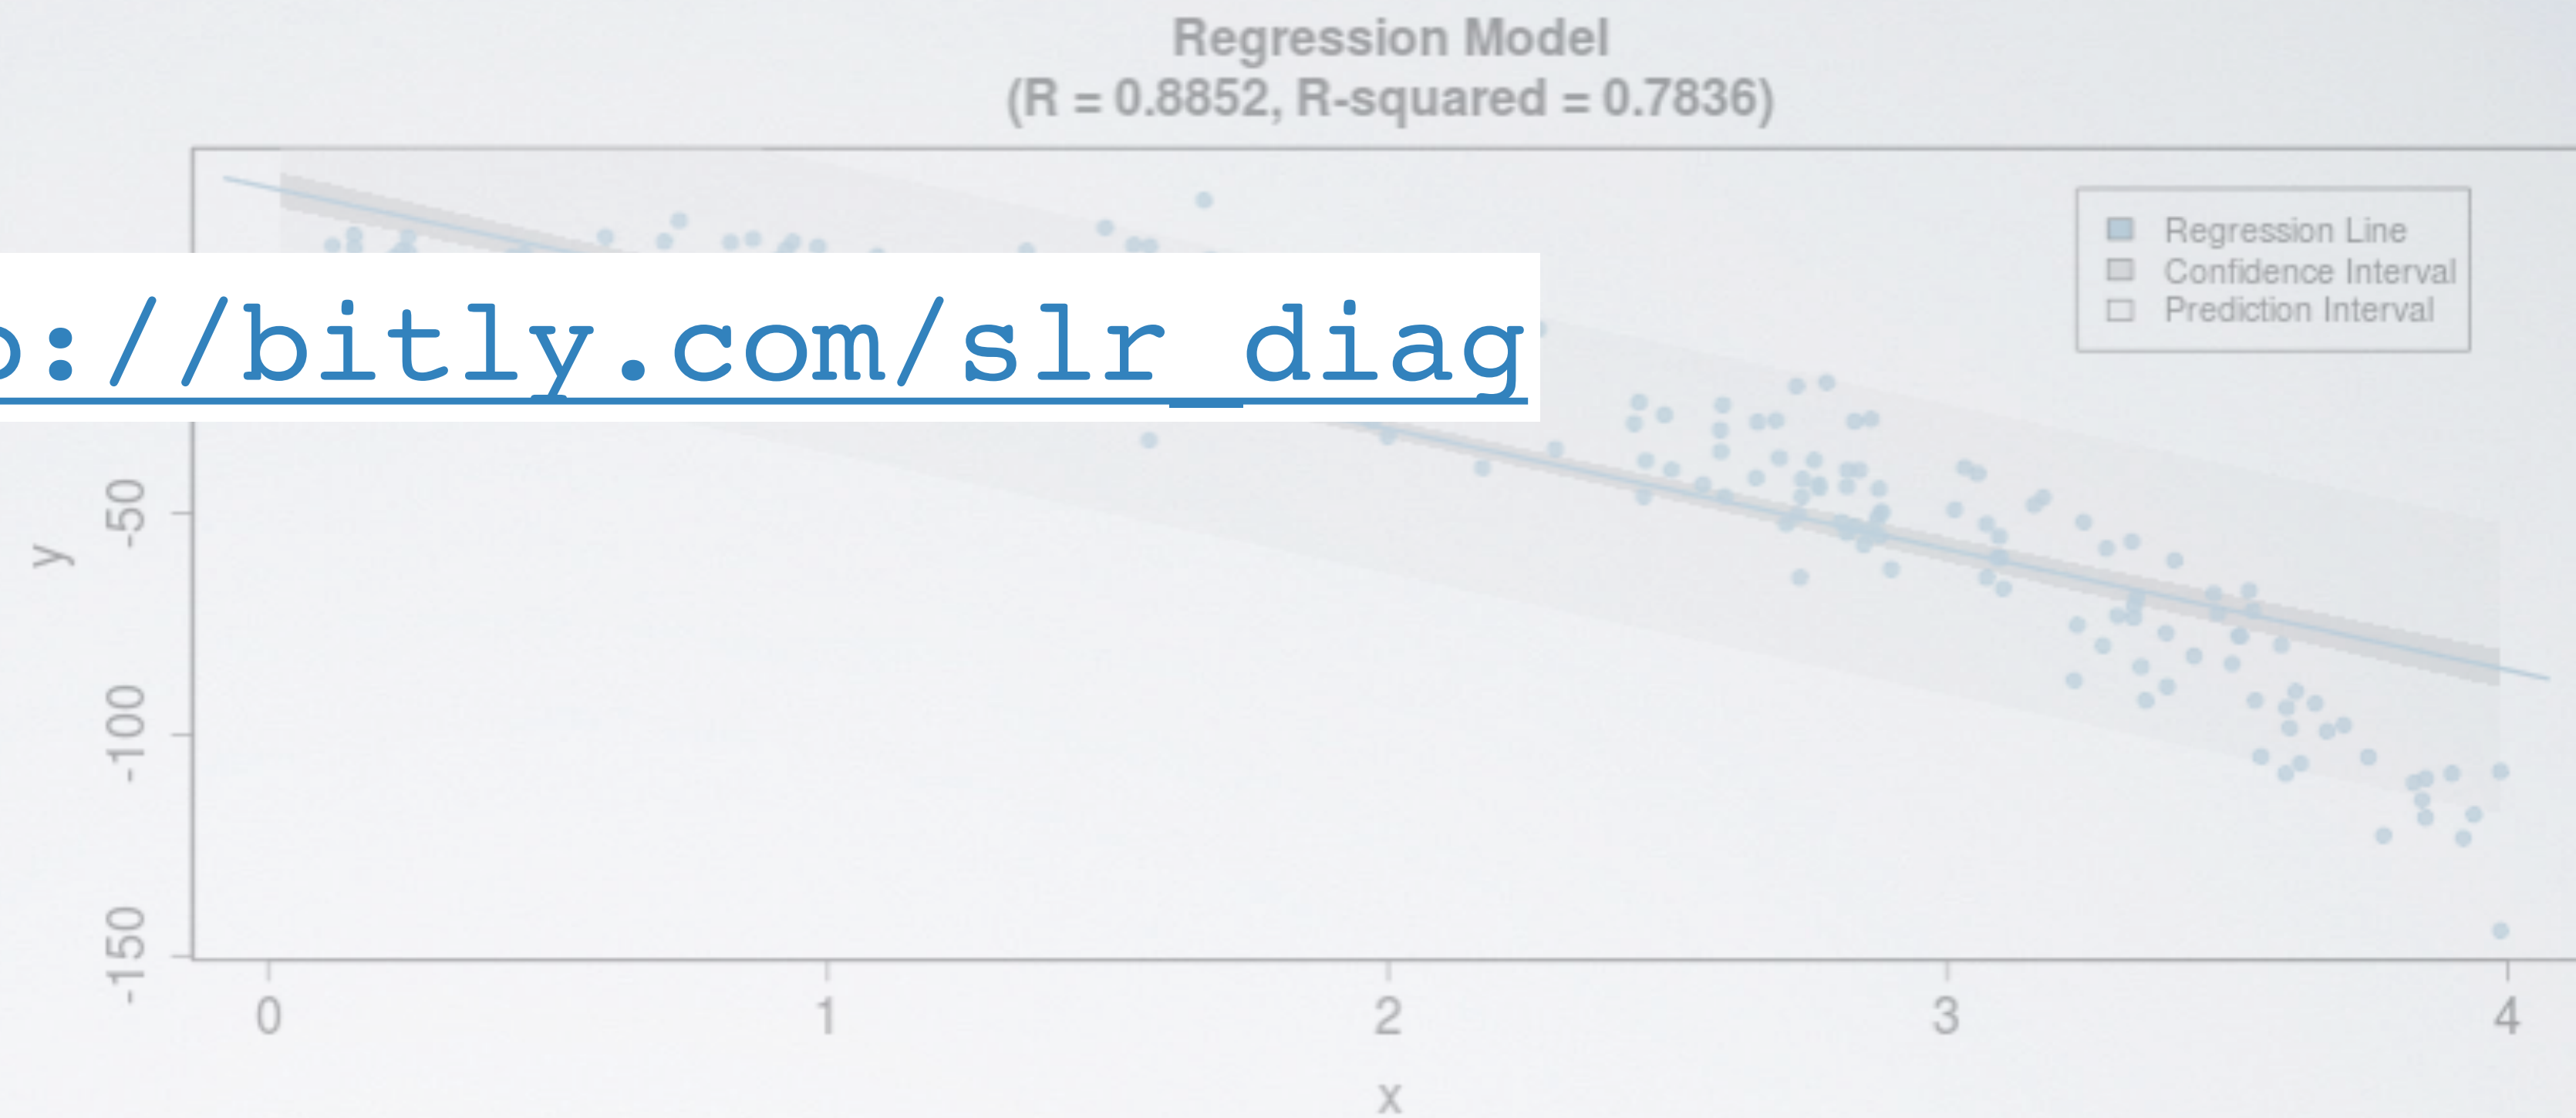 Regression Model
(R = 0.8852, R-squared = 0.7836)
Regression Line
Confidence Interval
Prediction Interval
p://bitly.com/slr_diag
y
-50
-100
-150
0 1 2 3 4
x